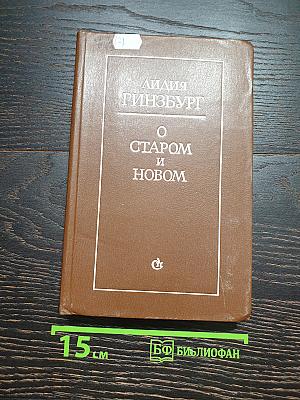 ЛИДИЯ
ГИНЗБУРГ
О
СТАРОМ
И
НОВОМ
15 см
БФ БИБЛИОФАН